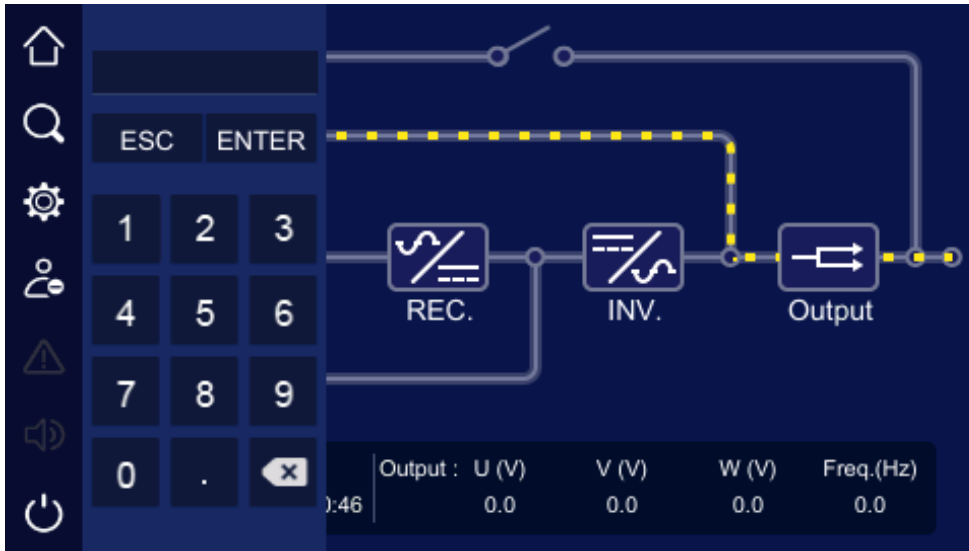 ESC ENTER
1 2 3
4 5 6
7 8 9
0 .
REC. INV. Output
Output : U (V) V (V) W (V) Freq.(Hz)
:46 0.0 0.0 0.0 0.0